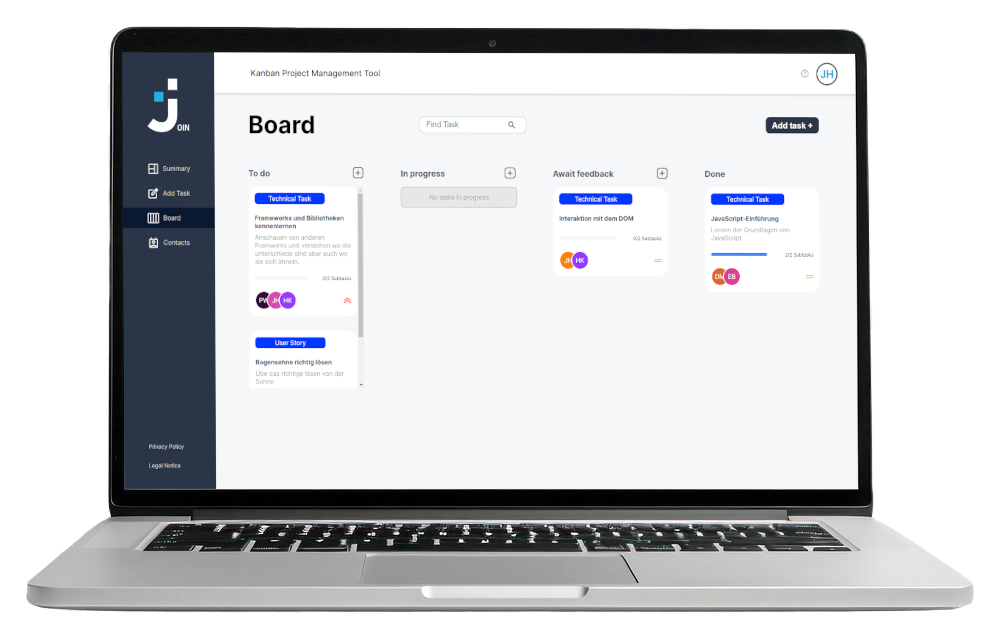 JOIN
Kanban Project Management Tool
JH
Summary
Add Task
Board
Contacts
Privacy Policy
Legal Notice
Board
Find Task
Add task +
To do
Technical Task
Frameworks und Bibliotheken
kennenlernen
Anschauen von anderen
Framworks und verstehen wo die
unterschiede sind aber auch wo
sie sich ähneln.
0/2 Subtasks
PW JH HK
User Story
Bogensehne richtig lösen
Übe das richtige lösen von der
Sehne
In progress
No tasks in progress
Await feedback
Technical Task
Interaktion mit dem DOM
0/2 Subtasks
JH HK
Done
Technical Task
JavaScript-Einführung
Lernen der Grundlagen von
JavaScript
2/2 Subtasks
DM EB